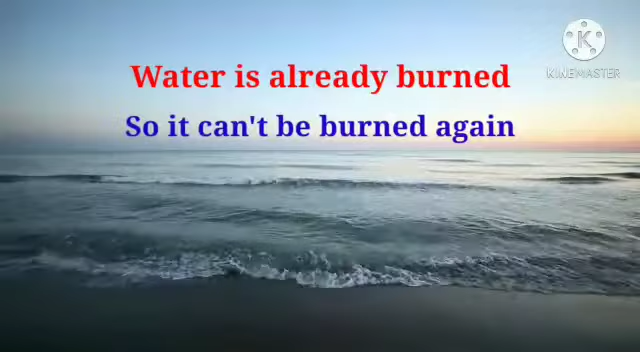 Water is already burned
So it can't be burned again
KINEMASTER